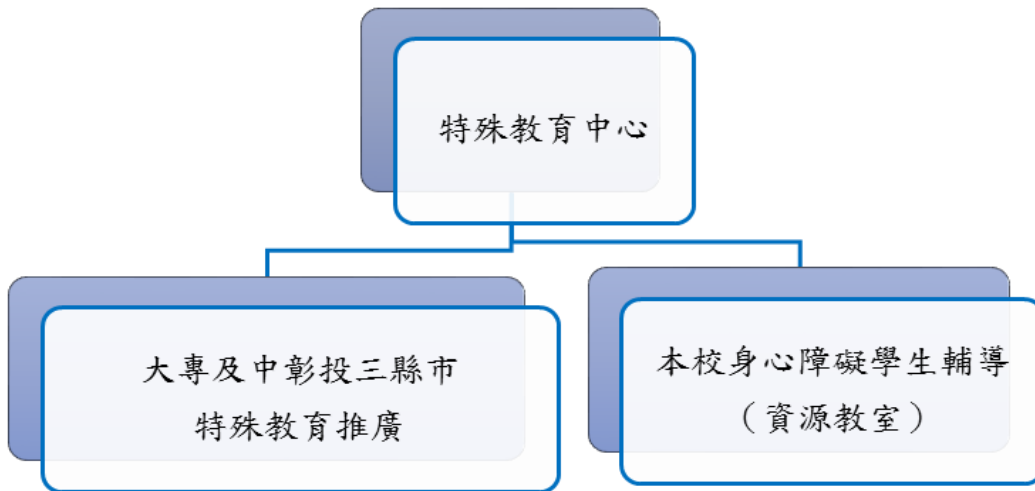 特殊教育中心
大專及中彰投三縣市
特殊教育推廣
本校身心障礙學生輔導
（資源教室）